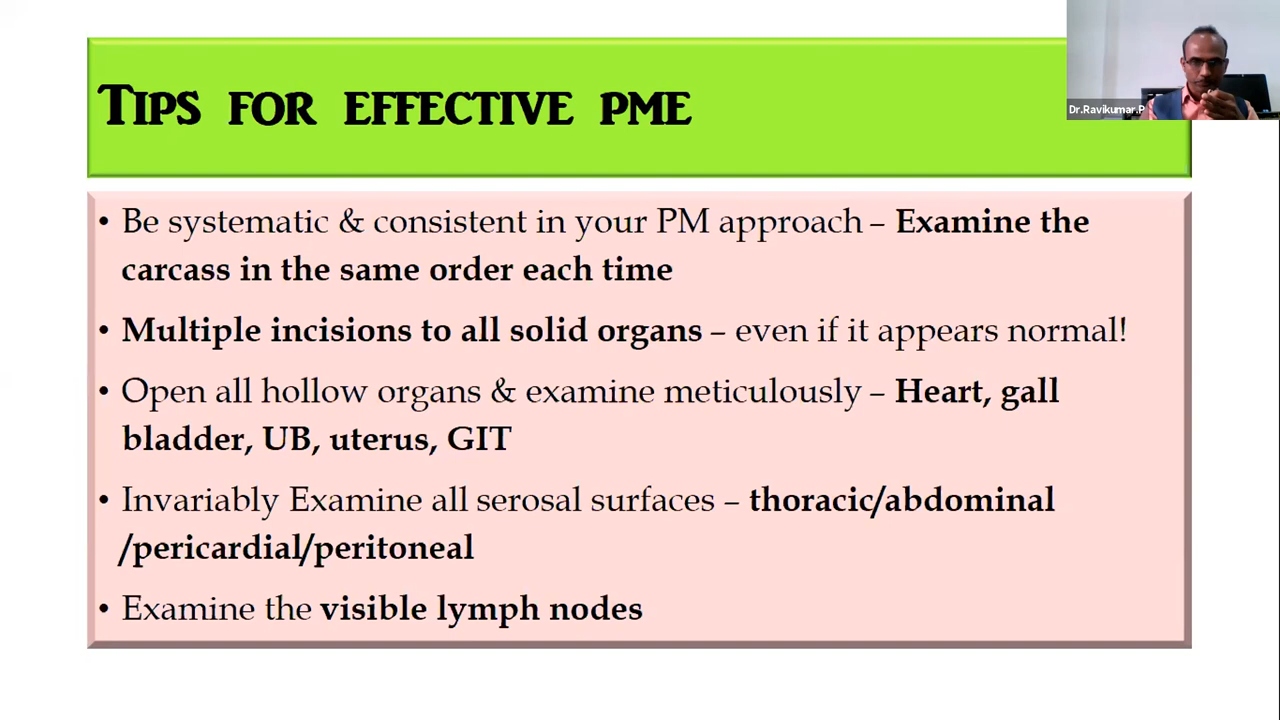 TIPS FOR EFFECTIVE PME
Dr.Ravikumar.P
• Be systematic & consistent in your PM approach – Examine the
carcass in the same order each time
• Multiple incisions to all solid organs – even if it appears normal!
• Open all hollow organs & examine meticulously – Heart, gall
bladder, UB, uterus, GIT
• Invariably Examine all serosal surfaces – thoracic/abdominal
/pericardial/peritoneal
• Examine the visible lymph nodes